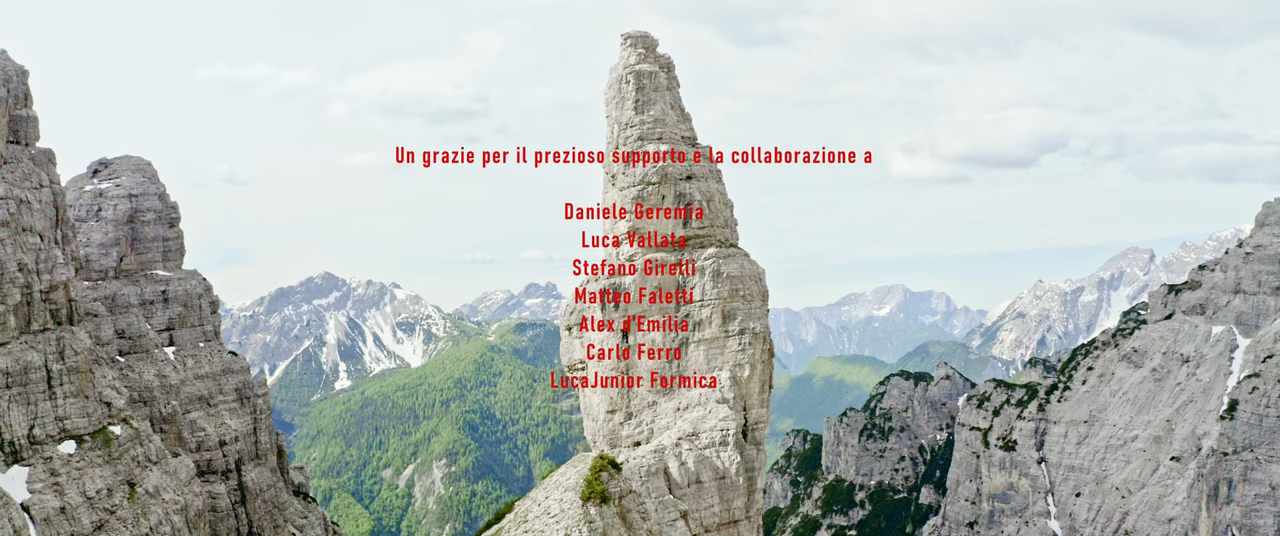 Un grazie per il prezioso supporto e la collaborazione a
Daniele Geremia
Luca Vallata
Stefano Girelli
Matteo Faletti
Alex d'Emilia
Carlo Ferro
LucaJunior Formica